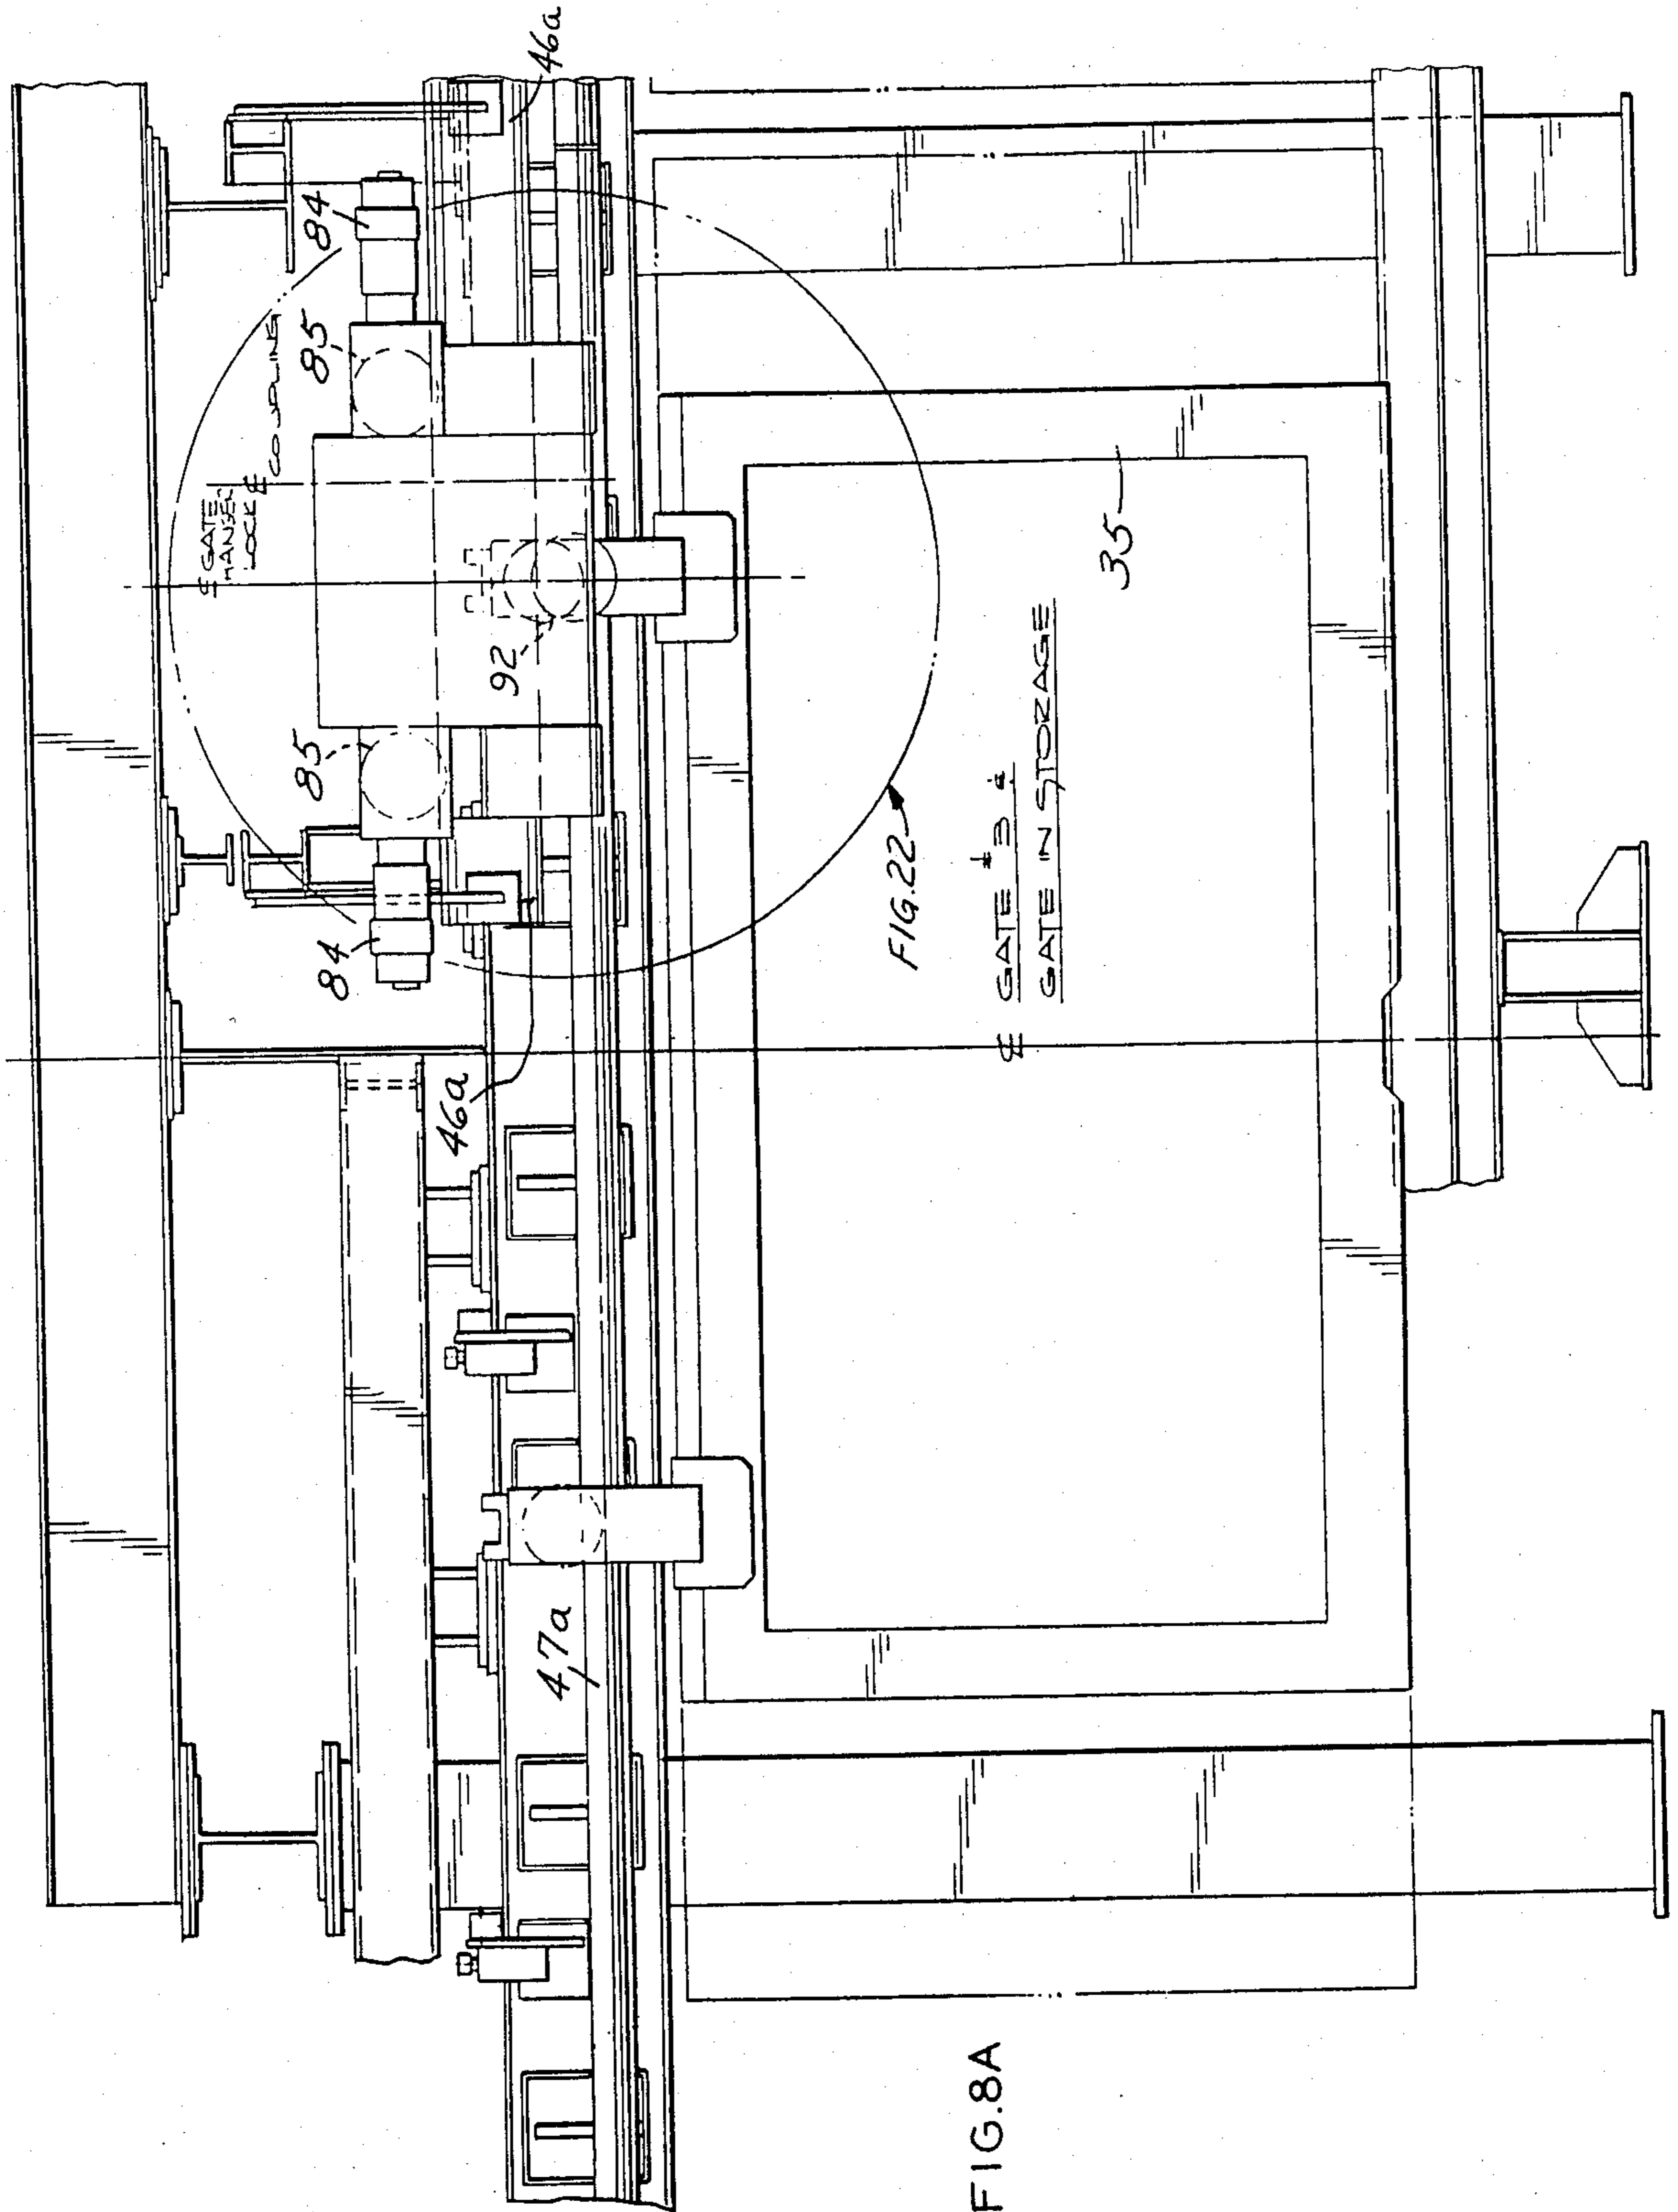 46a
84
85
℄ COUPLING
℄ GATE
HANGER
LOCK
92
85
84
46a
FIG.22
℄ GATE #3 &
GATE IN STORAGE
35
47a
FIG.8A